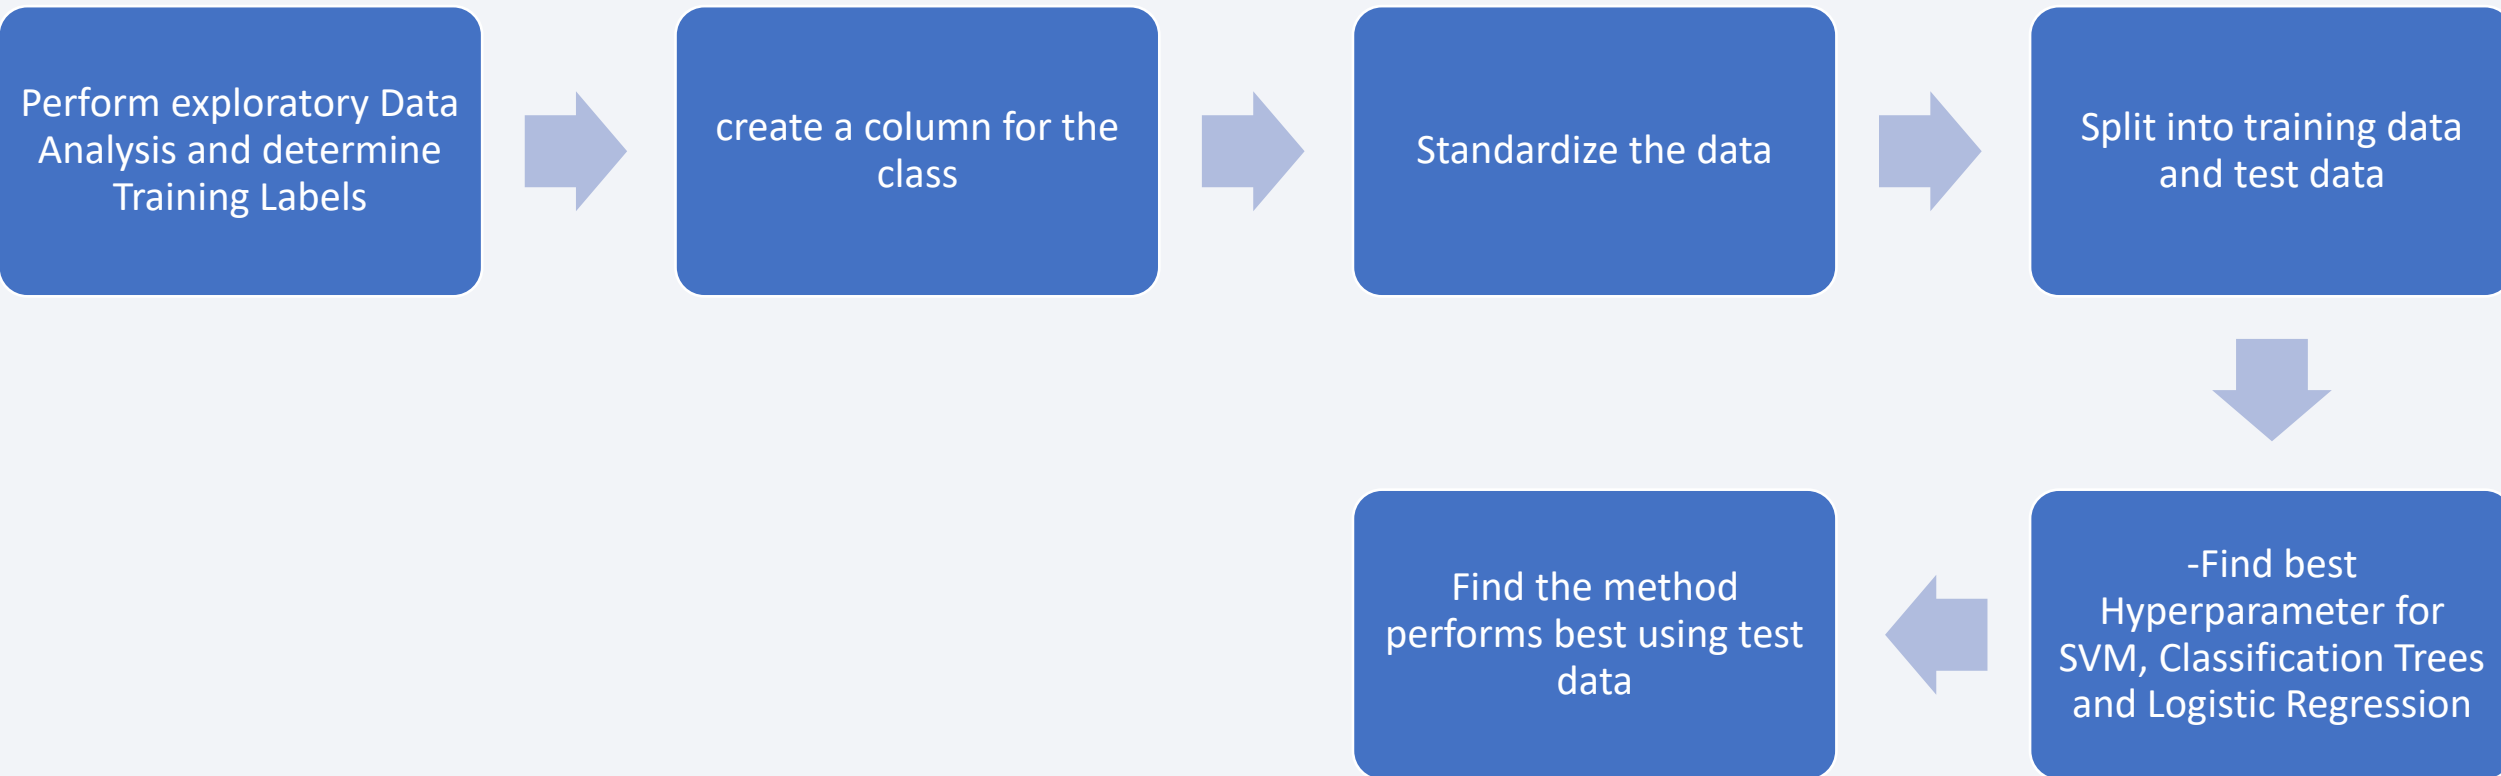 Perform exploratory Data
Analysis and determine
Training Labels
create a column for the
class
Standardize the data
Split into training data
and test data
-Find best
Hyperparameter for
SVM, Classification Trees
and Logistic Regression
Find the method
performs best using test
data